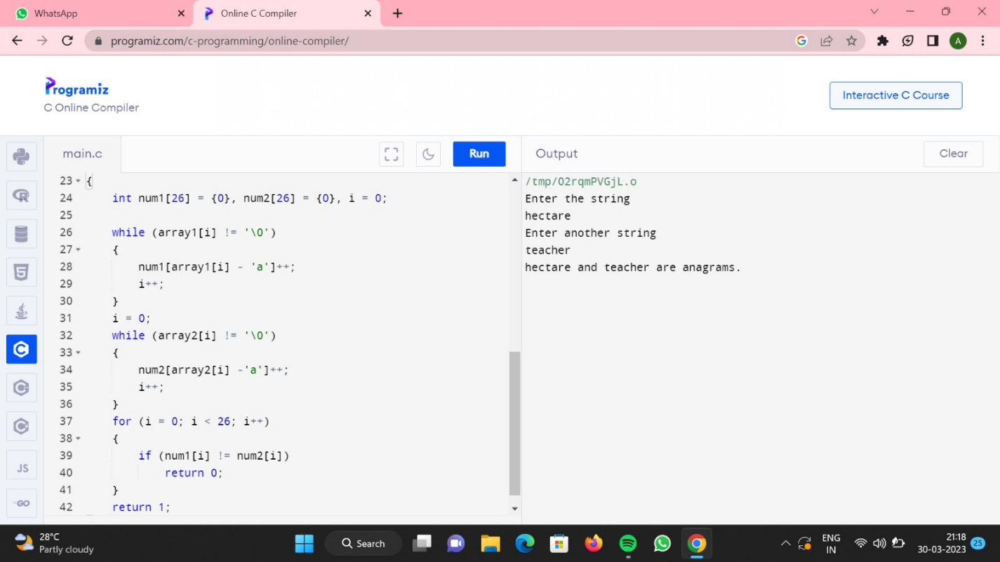 WhatsApp
Online C Compiler
programiz.com/c-programming/online-compiler/
A
Programiz
C Online Compiler
Interactive C Course
main.c
Run
Output
Clear
23 {
24 int num1[26] = {0}, num2[26] = {0}, i = 0;
25
26 while (array1[i] != '\0')
27 {
28 num1[array1[i] - 'a']++;
29 i++;
30 }
31 i = 0;
32 while (array2[i] != '\0')
33 {
34 num2[array2[i] -'a']++;
35 i++;
36 }
37 for (i = 0; i < 26; i++)
38 {
39 if (num1[i] != num2[i])
40 return 0;
41 }
42 return 1;
/tmp/O2rqmPVGjL.o
Enter the string
hectare
Enter another string
teacher
hectare and teacher are anagrams.
JS
GO
28°C
Partly cloudy
Search
ENG
IN
21:18
30-03-2023
25